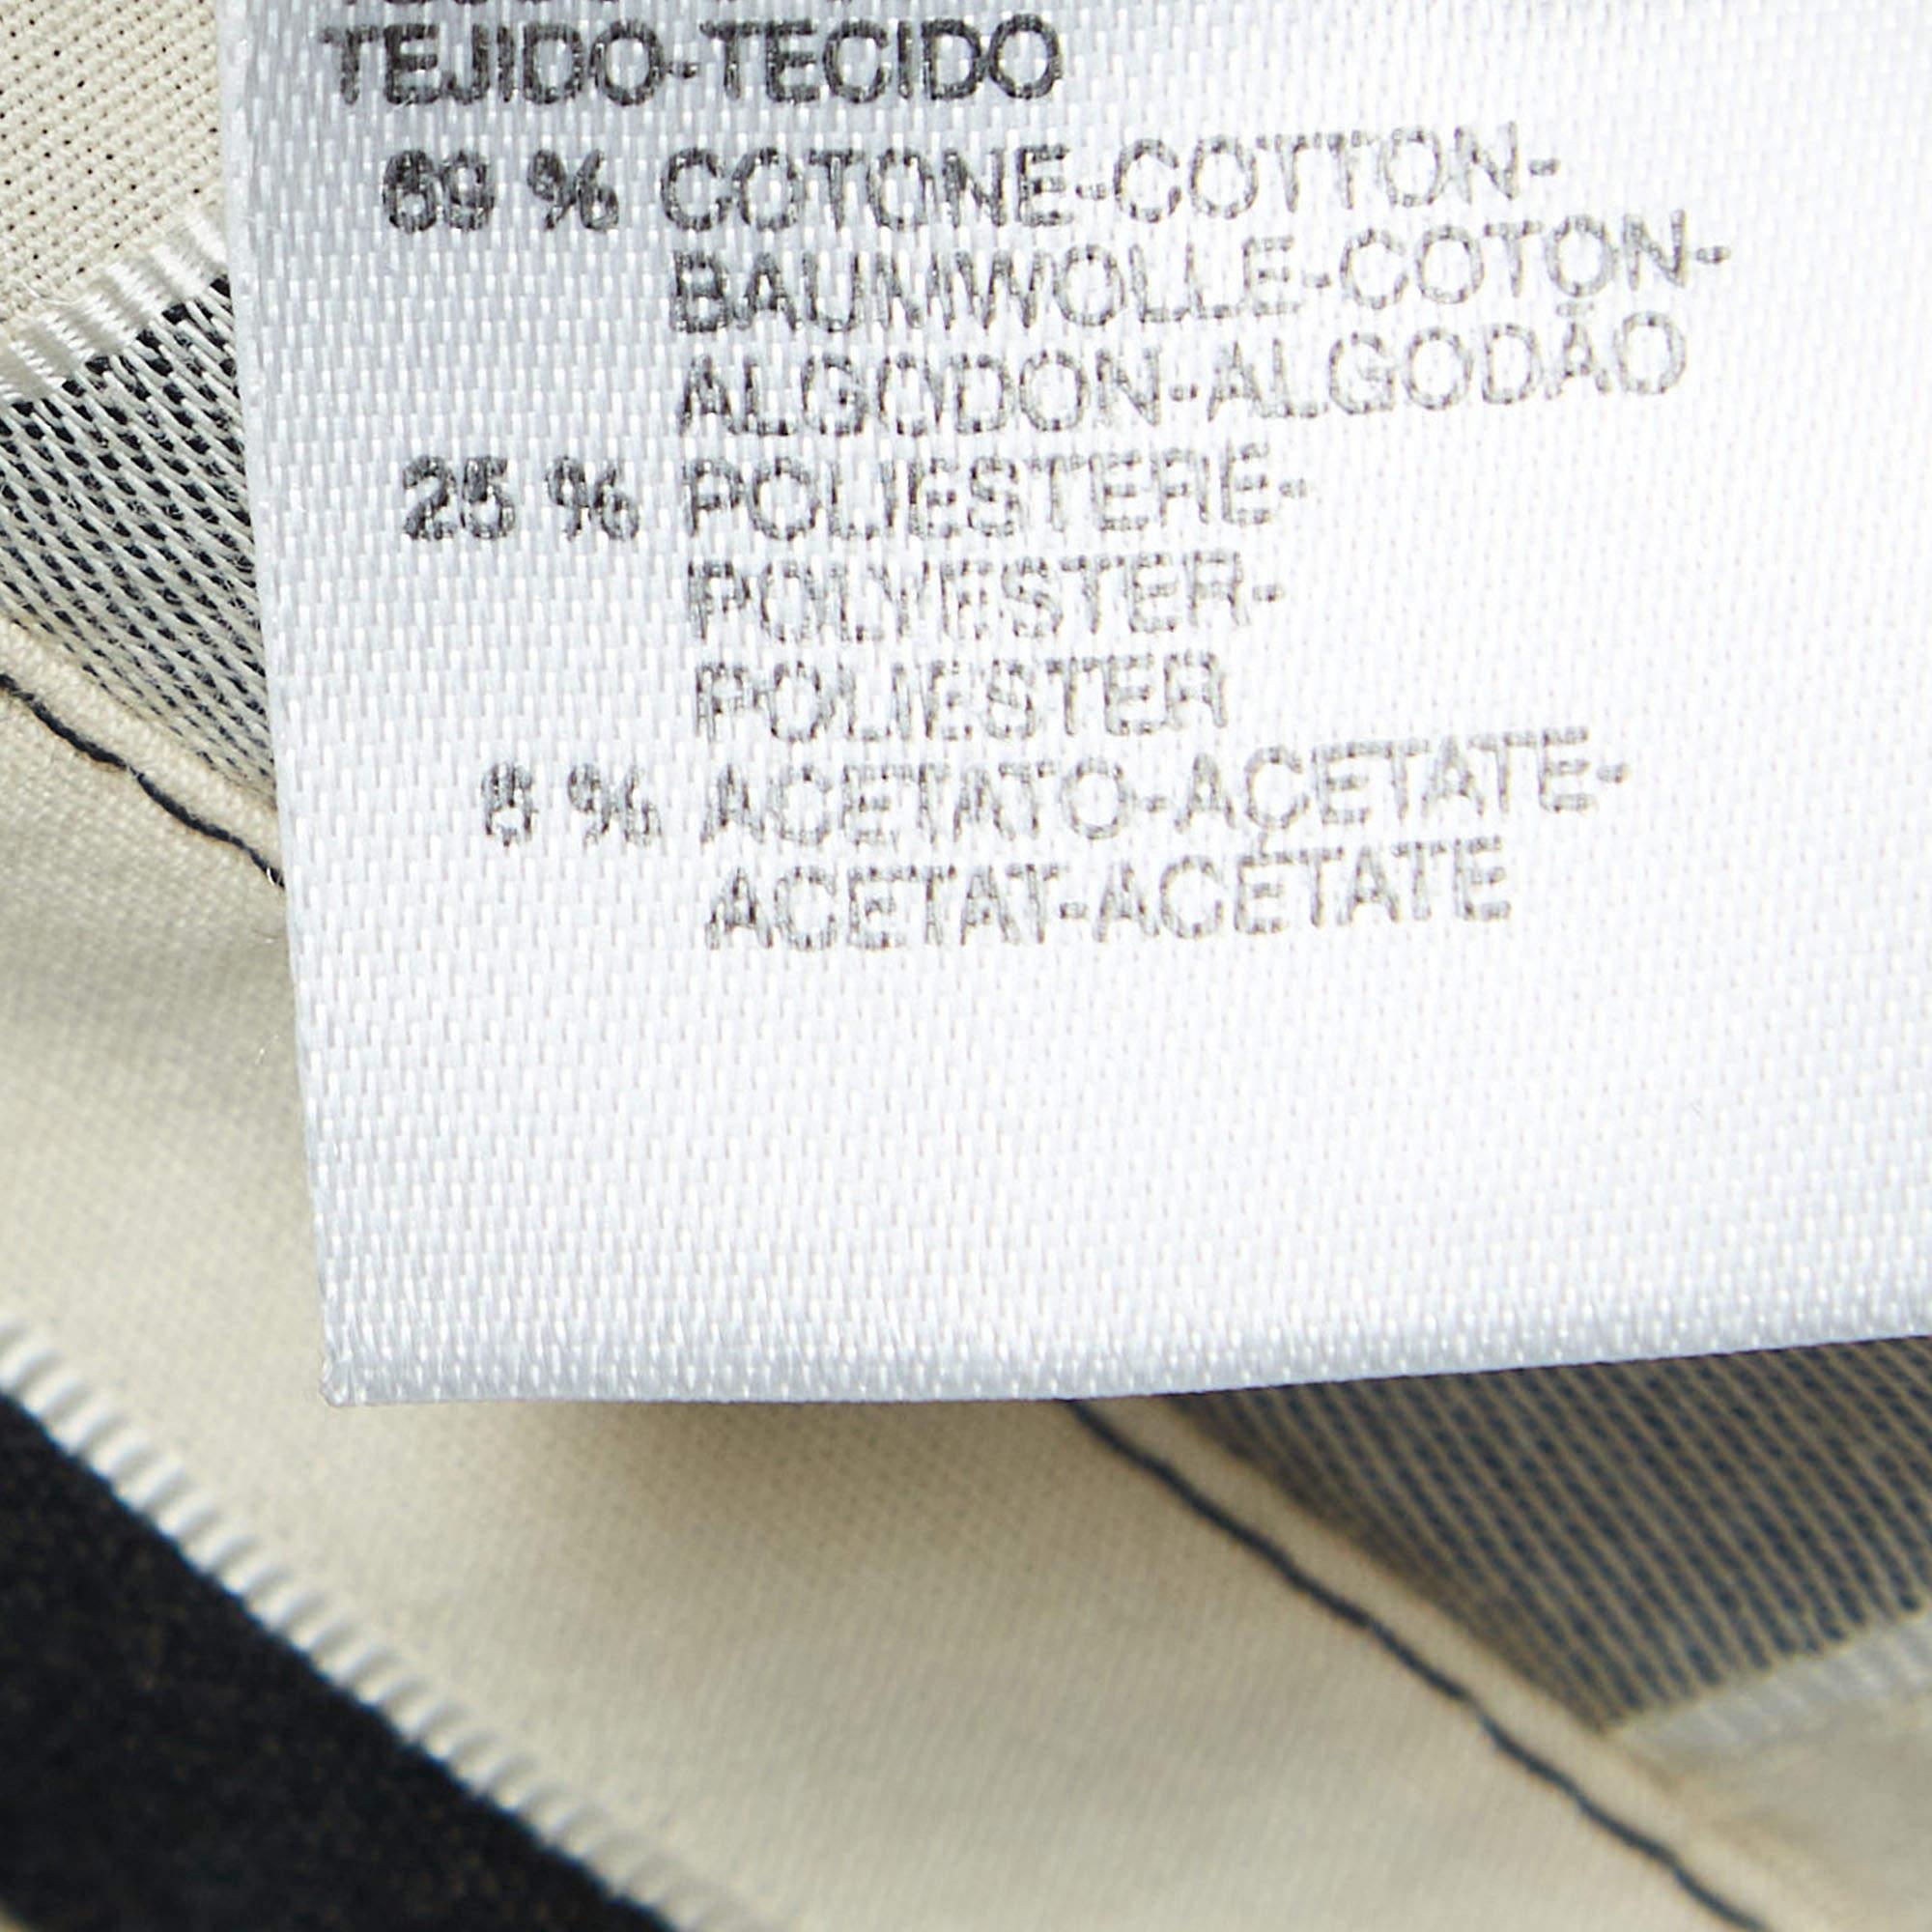 TEJIDO-TECIDO
69 % COTONE-COTTON-
BAUMWOLLE-COTON-
ALGODON-ALGODÃO
25 % POLIESTERE-
POLYESTER-
POLIESTER
6 % ACETATO-ACETATE-
ACETAT-ACÉTATE